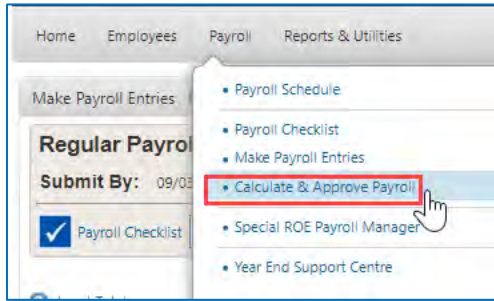 Home Employees Payroll Reports & Utilities
Make Payroll Entries
• Payroll Schedule
Regular Payrol
• Payroll Checklist
• Make Payroll Entries
Submit By: 09/03
• Calculate & Approve Payroll
Payroll Checklist
• Special ROE Payroll Manager
• Year End Support Centre